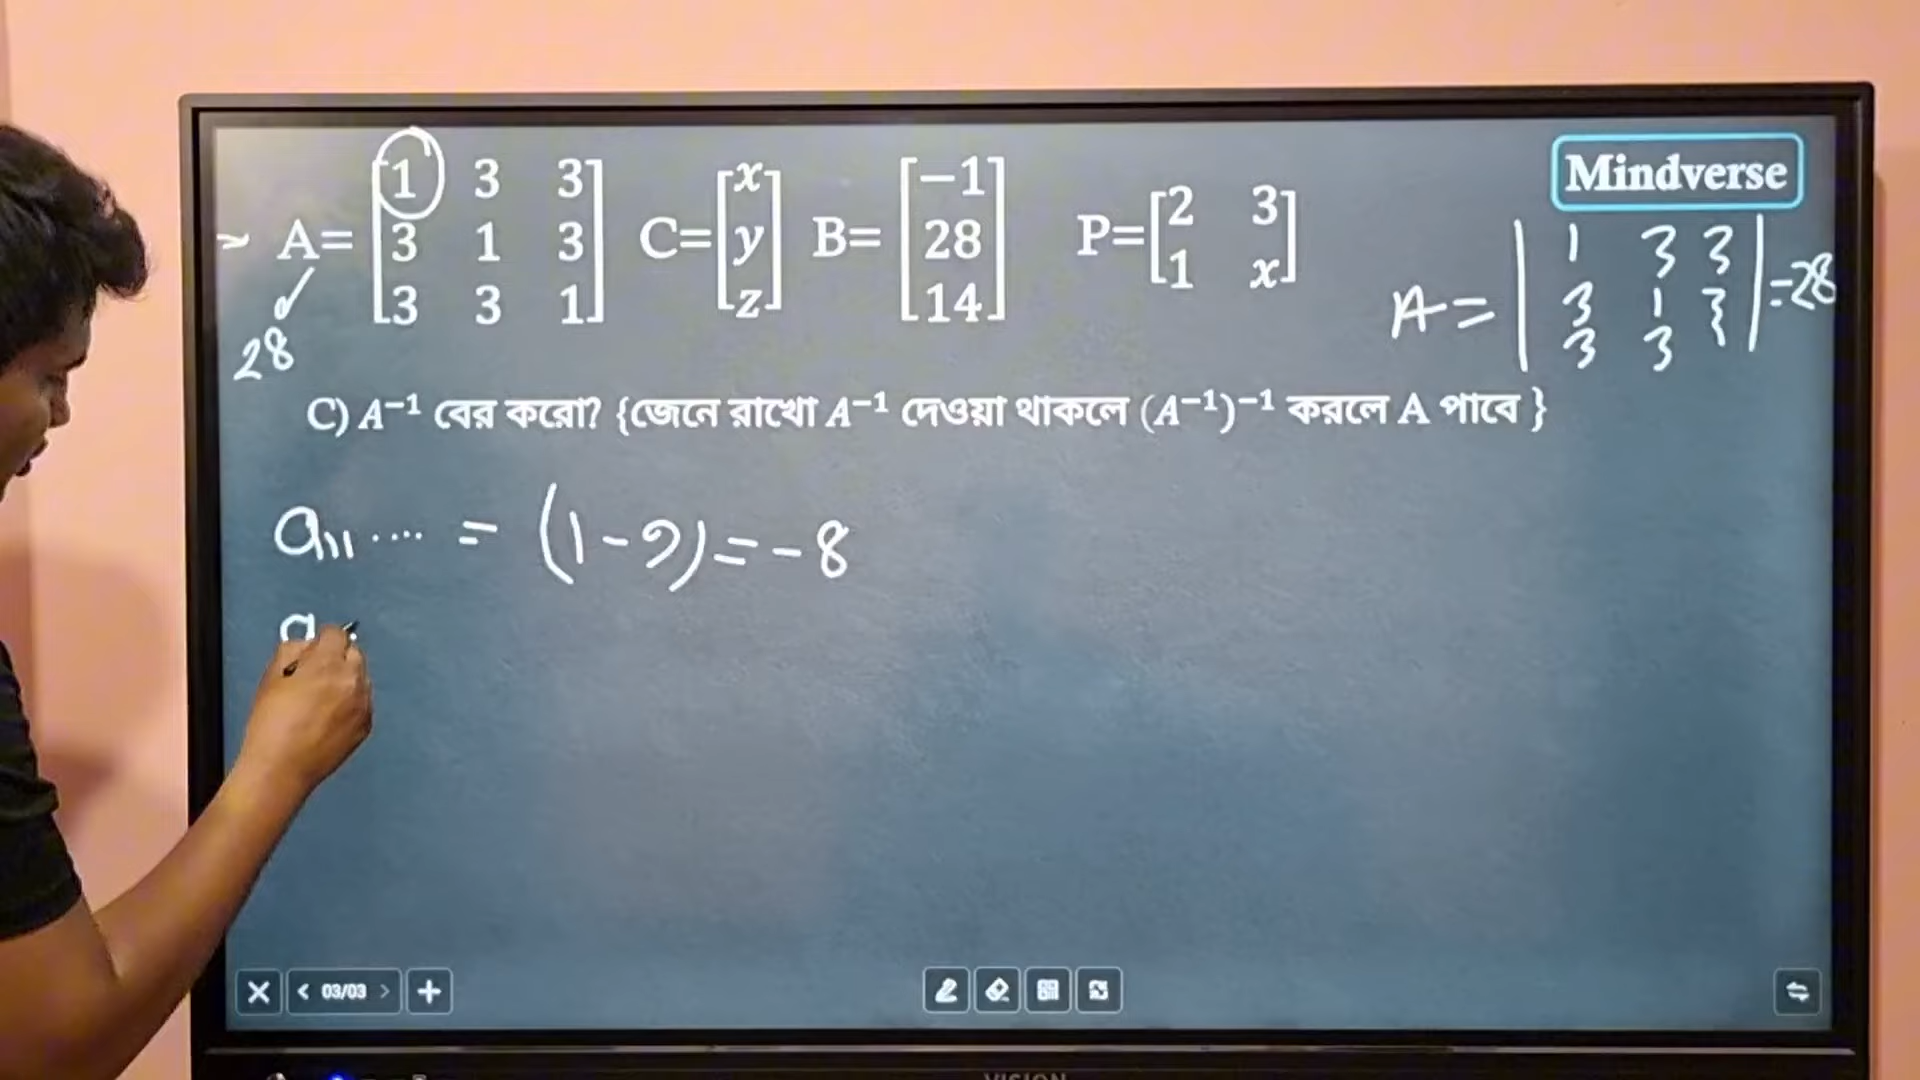 Mindverse
A= [1 3 3
3 1 3
3 3 1] C= [x
y
z] B= [−1
28
14] P= [2 3
1 x]
28
A = | 1 3 3
3 1 3
3 3 | = 28
C) A⁻¹ বের করো? {জেনে রাখো A⁻¹ দেওয়া থাকলে (A⁻¹)⁻¹ করলে A পাবে }
a₁₁ .... = (1 - 9) = - 8
a
03/03
VISION